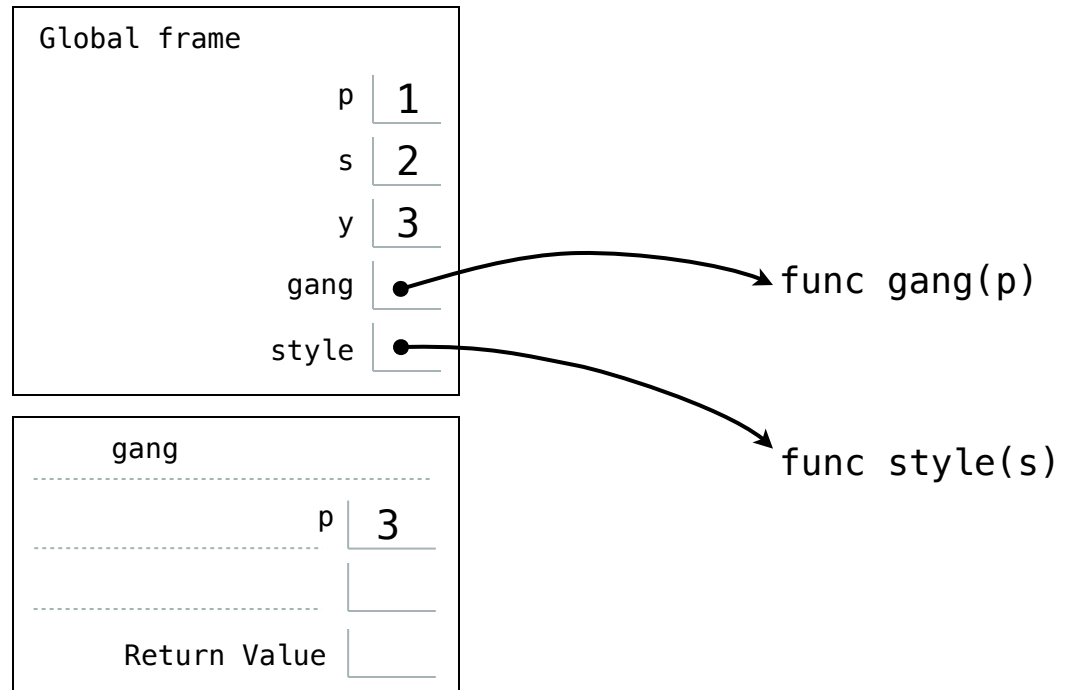 Global frame
p 1
s 2
y 3
gang
func gang(p)
style
func style(s)
gang
p 3
Return Value